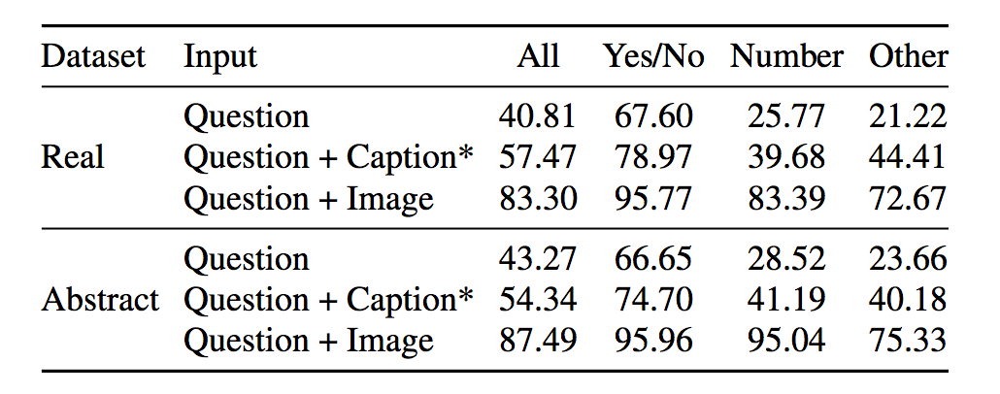 Dataset Input All Yes/No Number Other
Question 40.81 67.60 25.77 21.22
Real Question + Caption* 57.47 78.97 39.68 44.41
Question + Image 83.30 95.77 83.39 72.67
Question 43.27 66.65 28.52 23.66
Abstract Question + Caption* 54.34 74.70 41.19 40.18
Question + Image 87.49 95.96 95.04 75.33